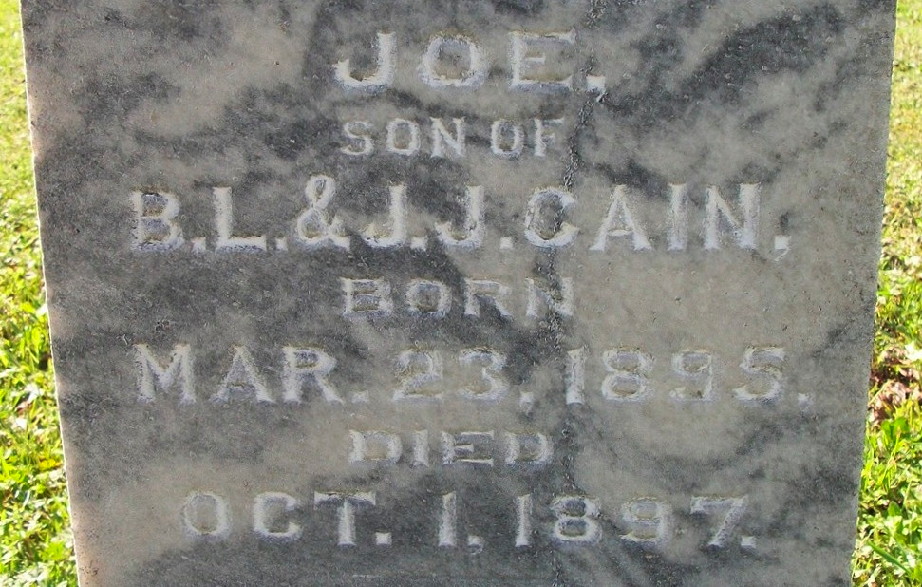 JOE,
SON OF
B.L.& J.J.CAIN,
BORN
MAR. 23, 1895.
DIED
OCT. 1, 1897.